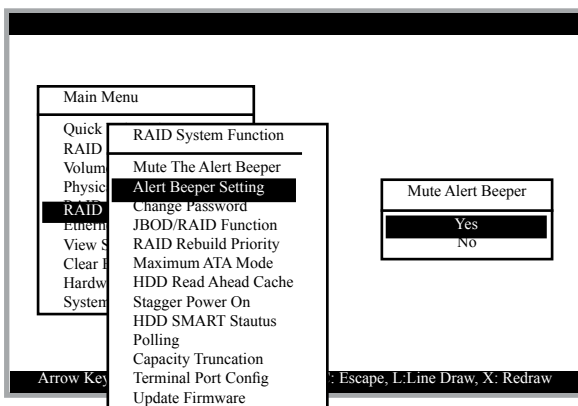 Main Menu
Quick
RAID
RAID System Function
Mute The Alert Beeper
Alert Beeper Setting
Change Password
JBOD/RAID Function
RAID Rebuild Priority
Maximum ATA Mode
HDD Read Ahead Cache
Stagger Power On
HDD SMART Stautus
Polling
Capacity Truncation
Terminal Port Config
Update Firmware
RAID
View S
Clear
Hardw
System
Mute Alert Beeper
Yes
No
Arrow Key
: Escape, L:Line Draw, X: Redraw